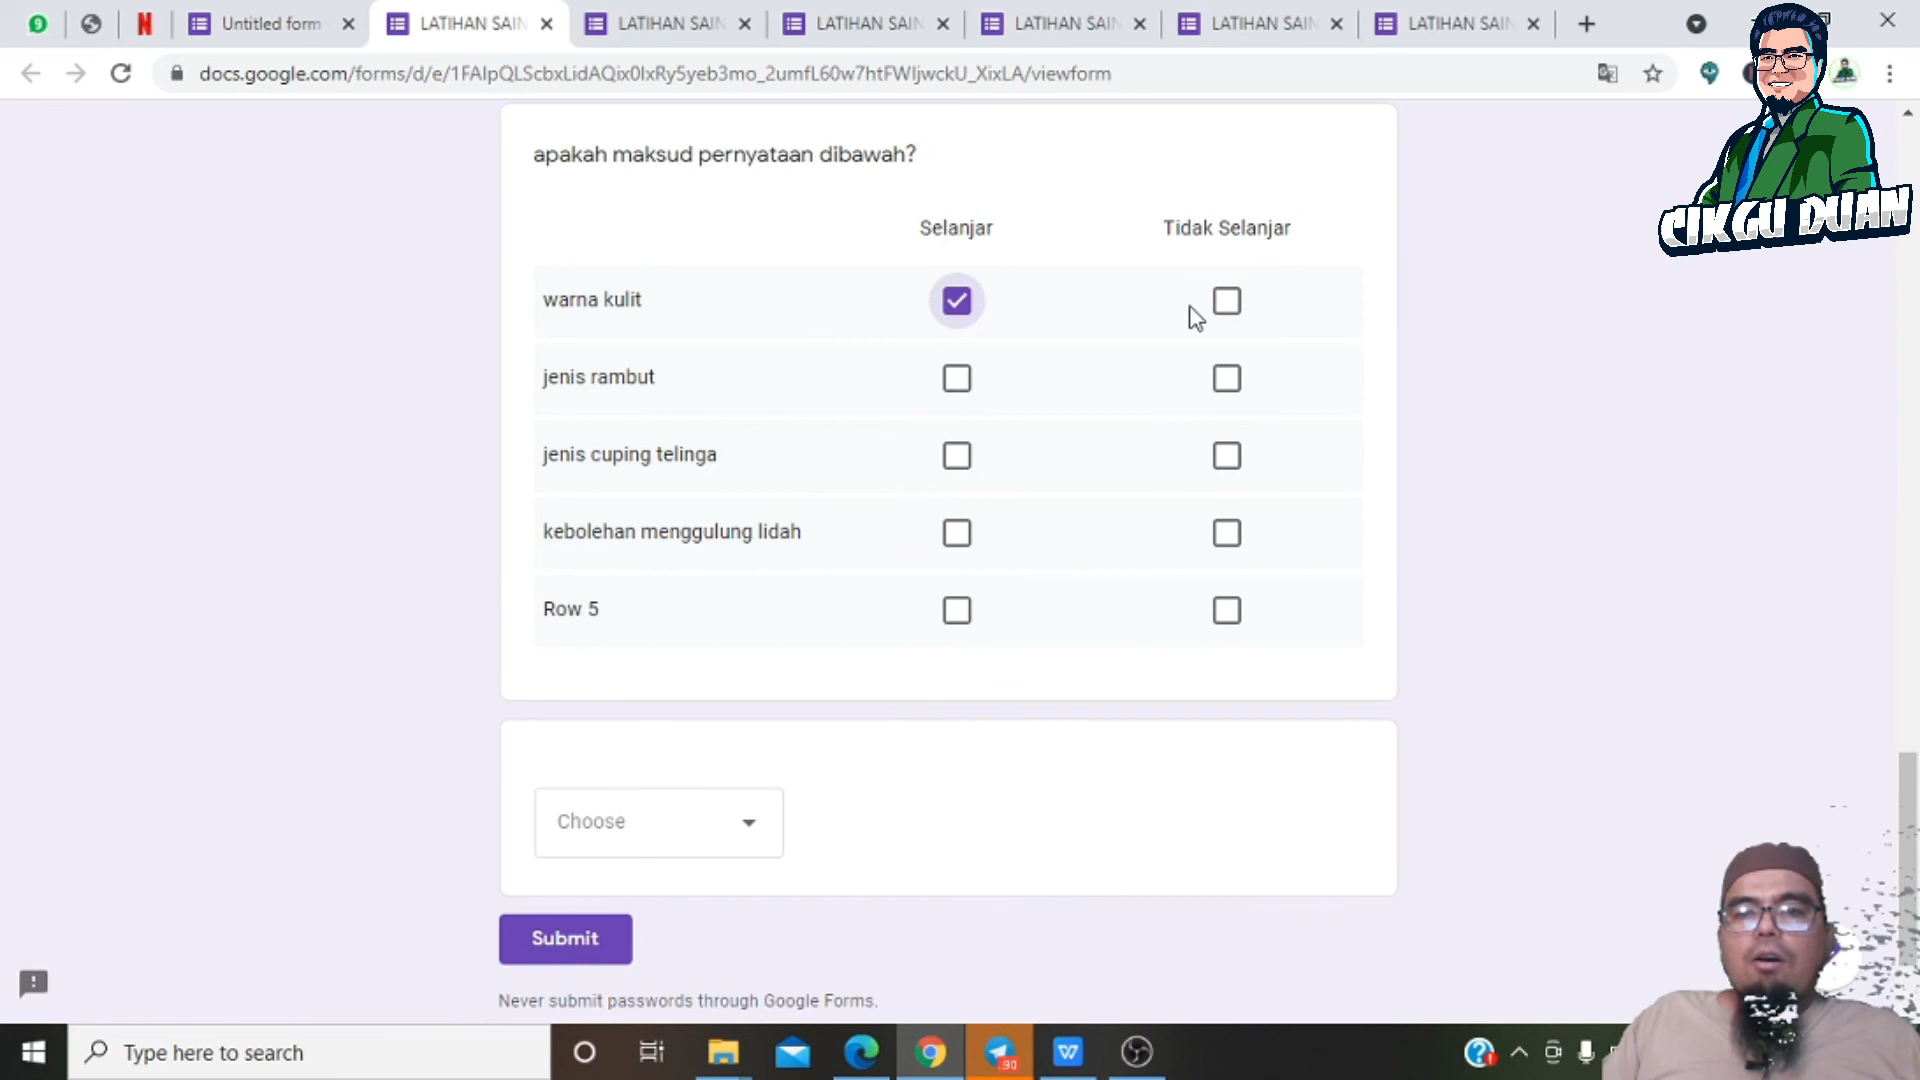 Untitled form
LATIHAN SAIN
LATIHAN SAIN
LATIHAN SAIN
LATIHAN SAIN
LATIHAN SAIN
LATIHAN SAIN
docs.google.com/forms/d/e/1FAIpQLScbxLidAQix0IxRy5yeb3mo_2umfL60w7htFWIjwckU_XixLA/viewform
CIKGU DUAN
apakah maksud pernyataan dibawah?
Selanjar
Tidak Selanjar
warna kulit
jenis rambut
jenis cuping telinga
kebolehan menggulung lidah
Row 5
Choose
Submit
Never submit passwords through Google Forms.
Type here to search
90